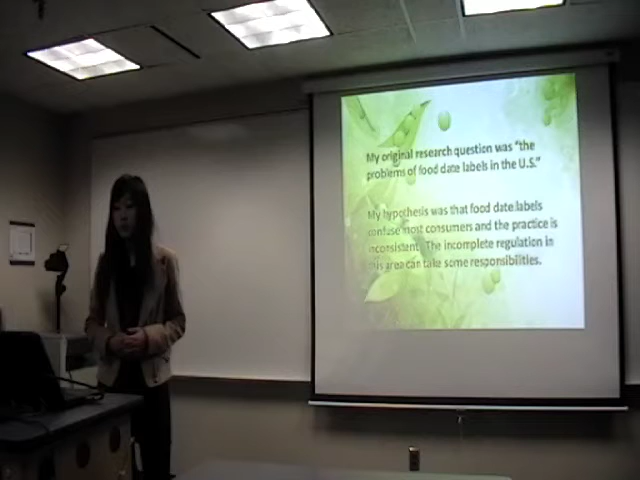 My original research question was "the
problems of food date labels in the U.S."
My hypothesis was that food date labels
confuse most consumers and the practice is
inconsistent. The incomplete regulation in
this area can take some responsibilities.